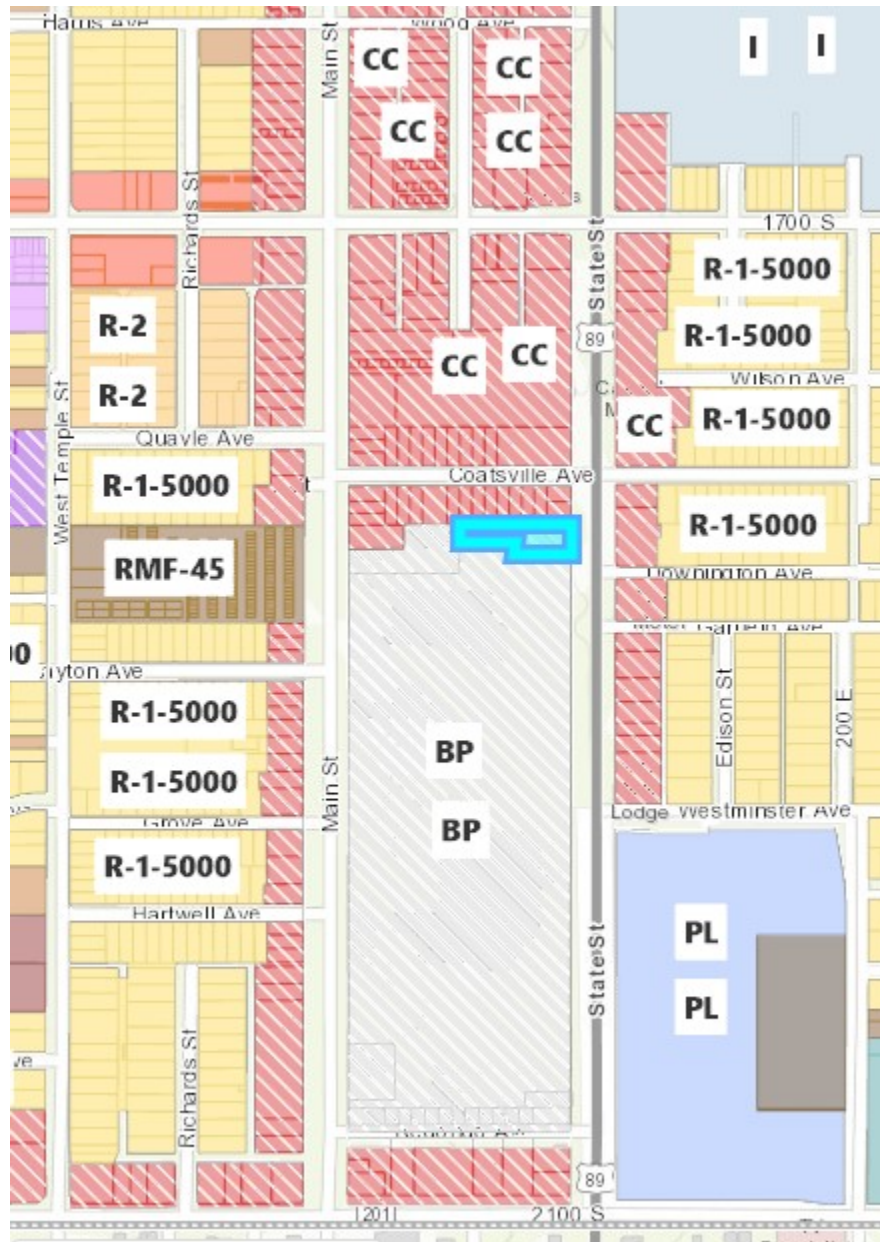 Harris Ave
Main St
CC
CC
CC
CC
I
I
Richards St
1700 S
State St
89
R-1-5000
R-1-5000
Wilson Ave
R-2
R-2
CC
CC
CC
R-1-5000
West Temple St
Quayle Ave
R-1-5000
Coatsville Ave
R-1-5000
RMF-45
Downington Ave
yton Ave
R-1-5000
R-1-5000
Main St
BP
BP
Edison St
200 E
Grove Ave
Lodge
Westminster Ave
R-1-5000
Hartwell Ave
PL
PL
State St
Richards St
89
[201]
2100 S